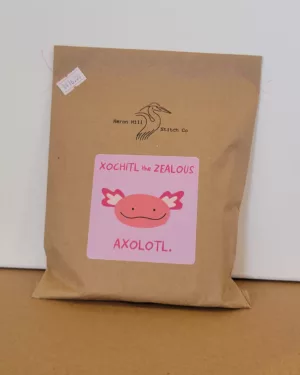 Heron Hill
Stitch Co
XOCHITL the ZEALOUS
AXOLOTL.